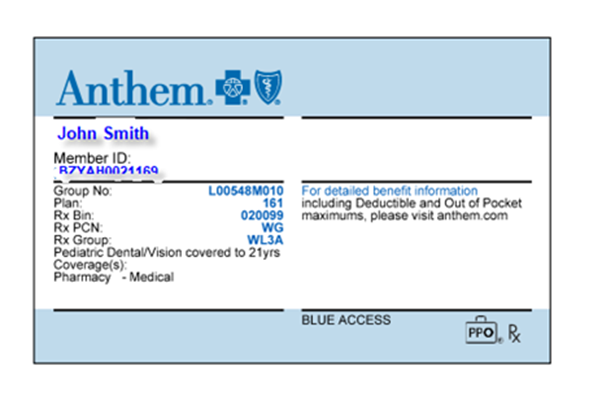 Anthem.
John Smith
Member ID:
BZYAH0021169
Group No: L00548M010
Plan: 161
Rx Bin: 020099
Rx PCN: WG
Rx Group: WL3A
Pediatric Dental/Vision covered to 21yrs
Coverage(s):
Pharmacy - Medical
For detailed benefit information
including Deductible and Out of Pocket
maximums, please visit anthem.com
BLUE ACCESS
PPO® Rx